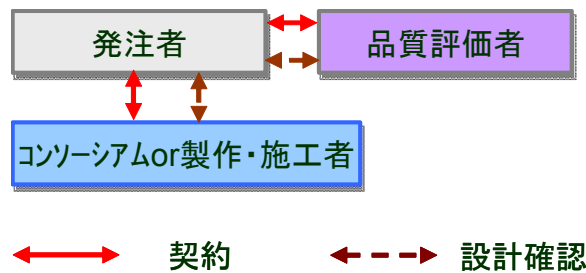 発注者
品質評価者
コンソーシアムor製作・施工者
契約
設計確認